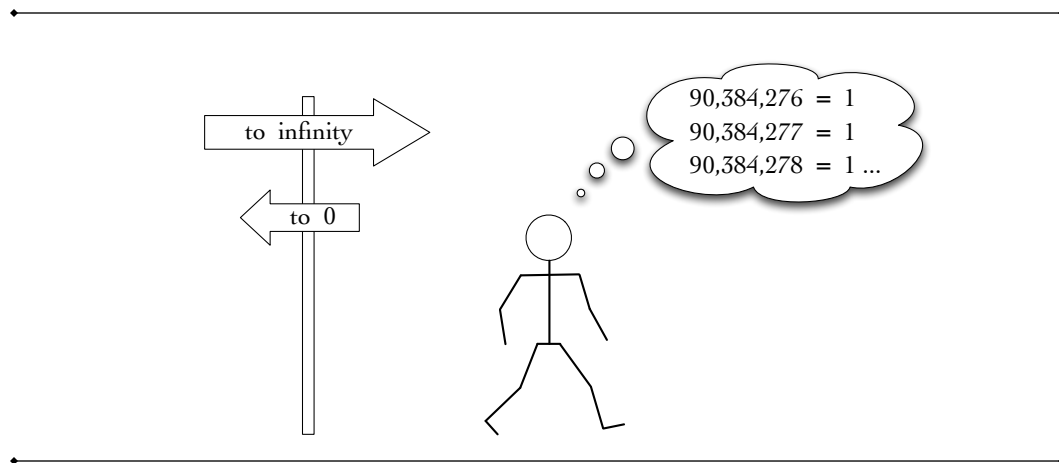 to infinity
to 0
90,384,276 = 1
90,384,277 = 1
90,384,278 = 1 ...